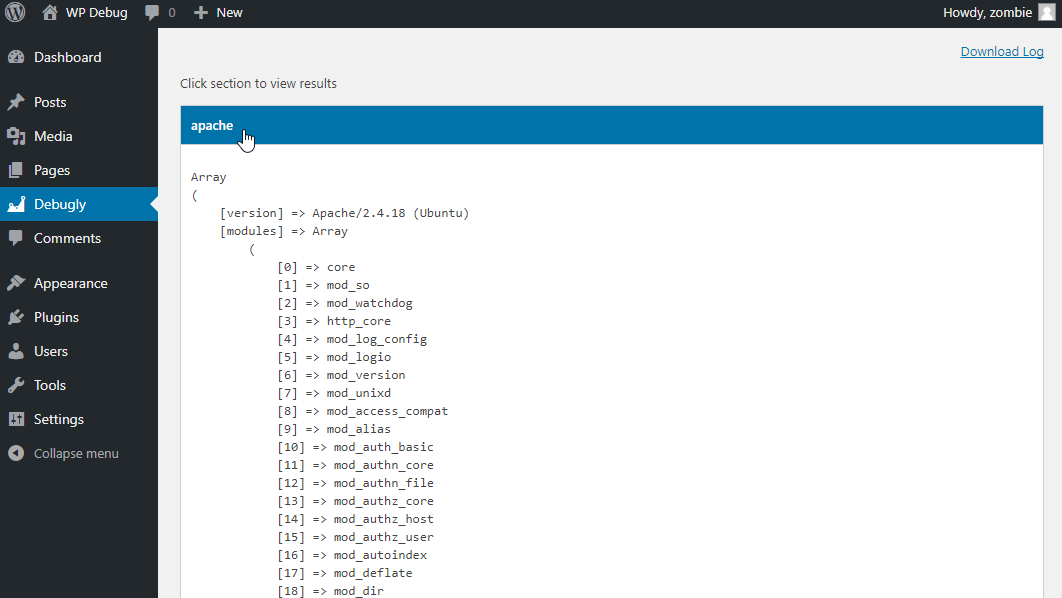 WP Debug 0 New Howdy, zombie
Dashboard
Posts
Media
Pages
Debugly
Comments
Appearance
Plugins
Users
Tools
Settings
Collapse menu
Download Log
Click section to view results
apache
Array
(
[version] => Apache/2.4.18 (Ubuntu)
[modules] => Array
(
[0] => core
[1] => mod_so
[2] => mod_watchdog
[3] => http_core
[4] => mod_log_config
[5] => mod_logio
[6] => mod_version
[7] => mod_unixd
[8] => mod_access_compat
[9] => mod_alias
[10] => mod_auth_basic
[11] => mod_authn_core
[12] => mod_authn_file
[13] => mod_authz_core
[14] => mod_authz_host
[15] => mod_authz_user
[16] => mod_autoindex
[17] => mod_deflate
[18] => mod_dir